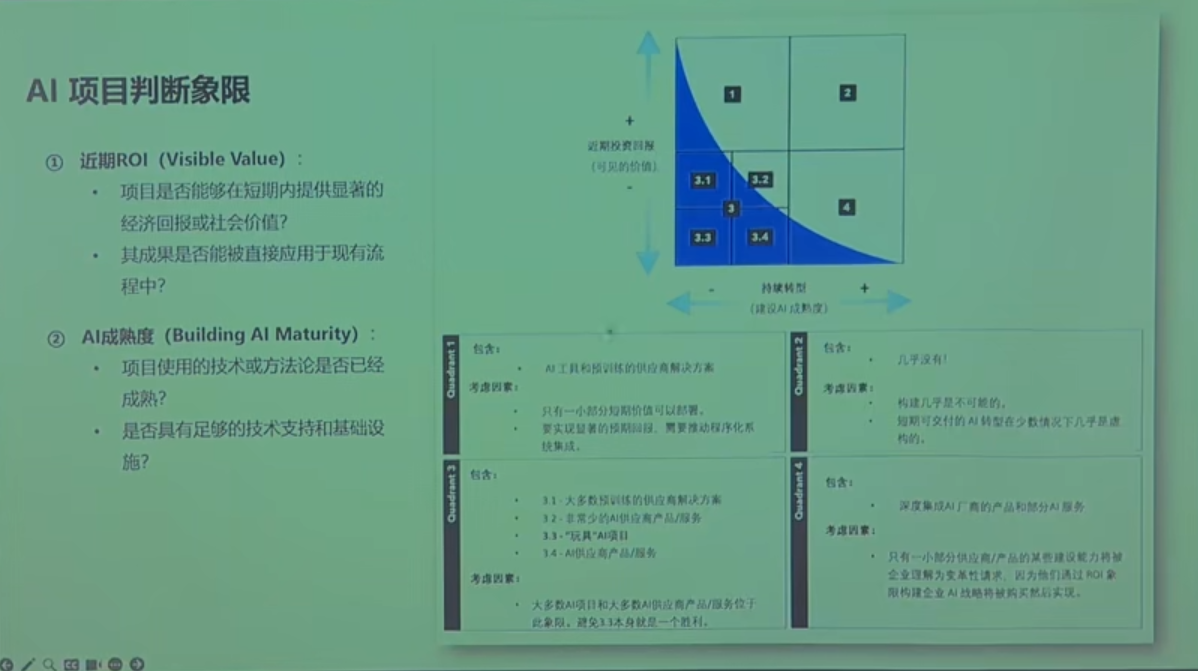 AI 项目判断象限
① 近期ROI（Visible Value）：
• 项目是否能够在短期内提供显著的
经济回报或社会价值？
• 其成果是否能被直接应用于现有流
程中？
② AI成熟度（Building AI Maturity）：
• 项目使用的技术或方法论是否已经
成熟？
• 是否具有足够的技术支持和基础设
施？
+
近期投资回报
（可见的价值）
-
1
2
3.1
3.2
3
4
3.3
3.4
- 持续转型 +
（建设AI 成熟度）
Quadrant 1
包含：
• AI 工具和预训练的供应商解决方案
考虑因素：
• 只有一小部分短期价值可以部署。
• 要实现显著的预期回报，需要推动程序化系
统集成。
Quadrant 2
包含：
• 几乎没有！
考虑因素：
• 构建几乎是不可能的。
• 短期可交付的 AI 转型在少数情况下几乎是虚
构的。
Quadrant 3
包含：
• 3.1 - 大多数预训练的供应商解决方案
• 3.2 - 非常少的AI供应商产品/服务
• 3.3 - “玩具”AI项目
• 3.4 - AI供应商产品/服务
考虑因素：
• 大多数AI项目和大多数AI供应商产品/服务位于
此象限。避免3.3本身就是一个胜利。
Quadrant 4
包含：
• 深度集成AI厂商的产品和部分AI 服务
考虑因素：
• 只有一小部分供应商/产品的某些建设能力将被
企业理解为变革性请求，因为他们通过 ROI 象
限构建企业 AI 战略将被购买然后实现。